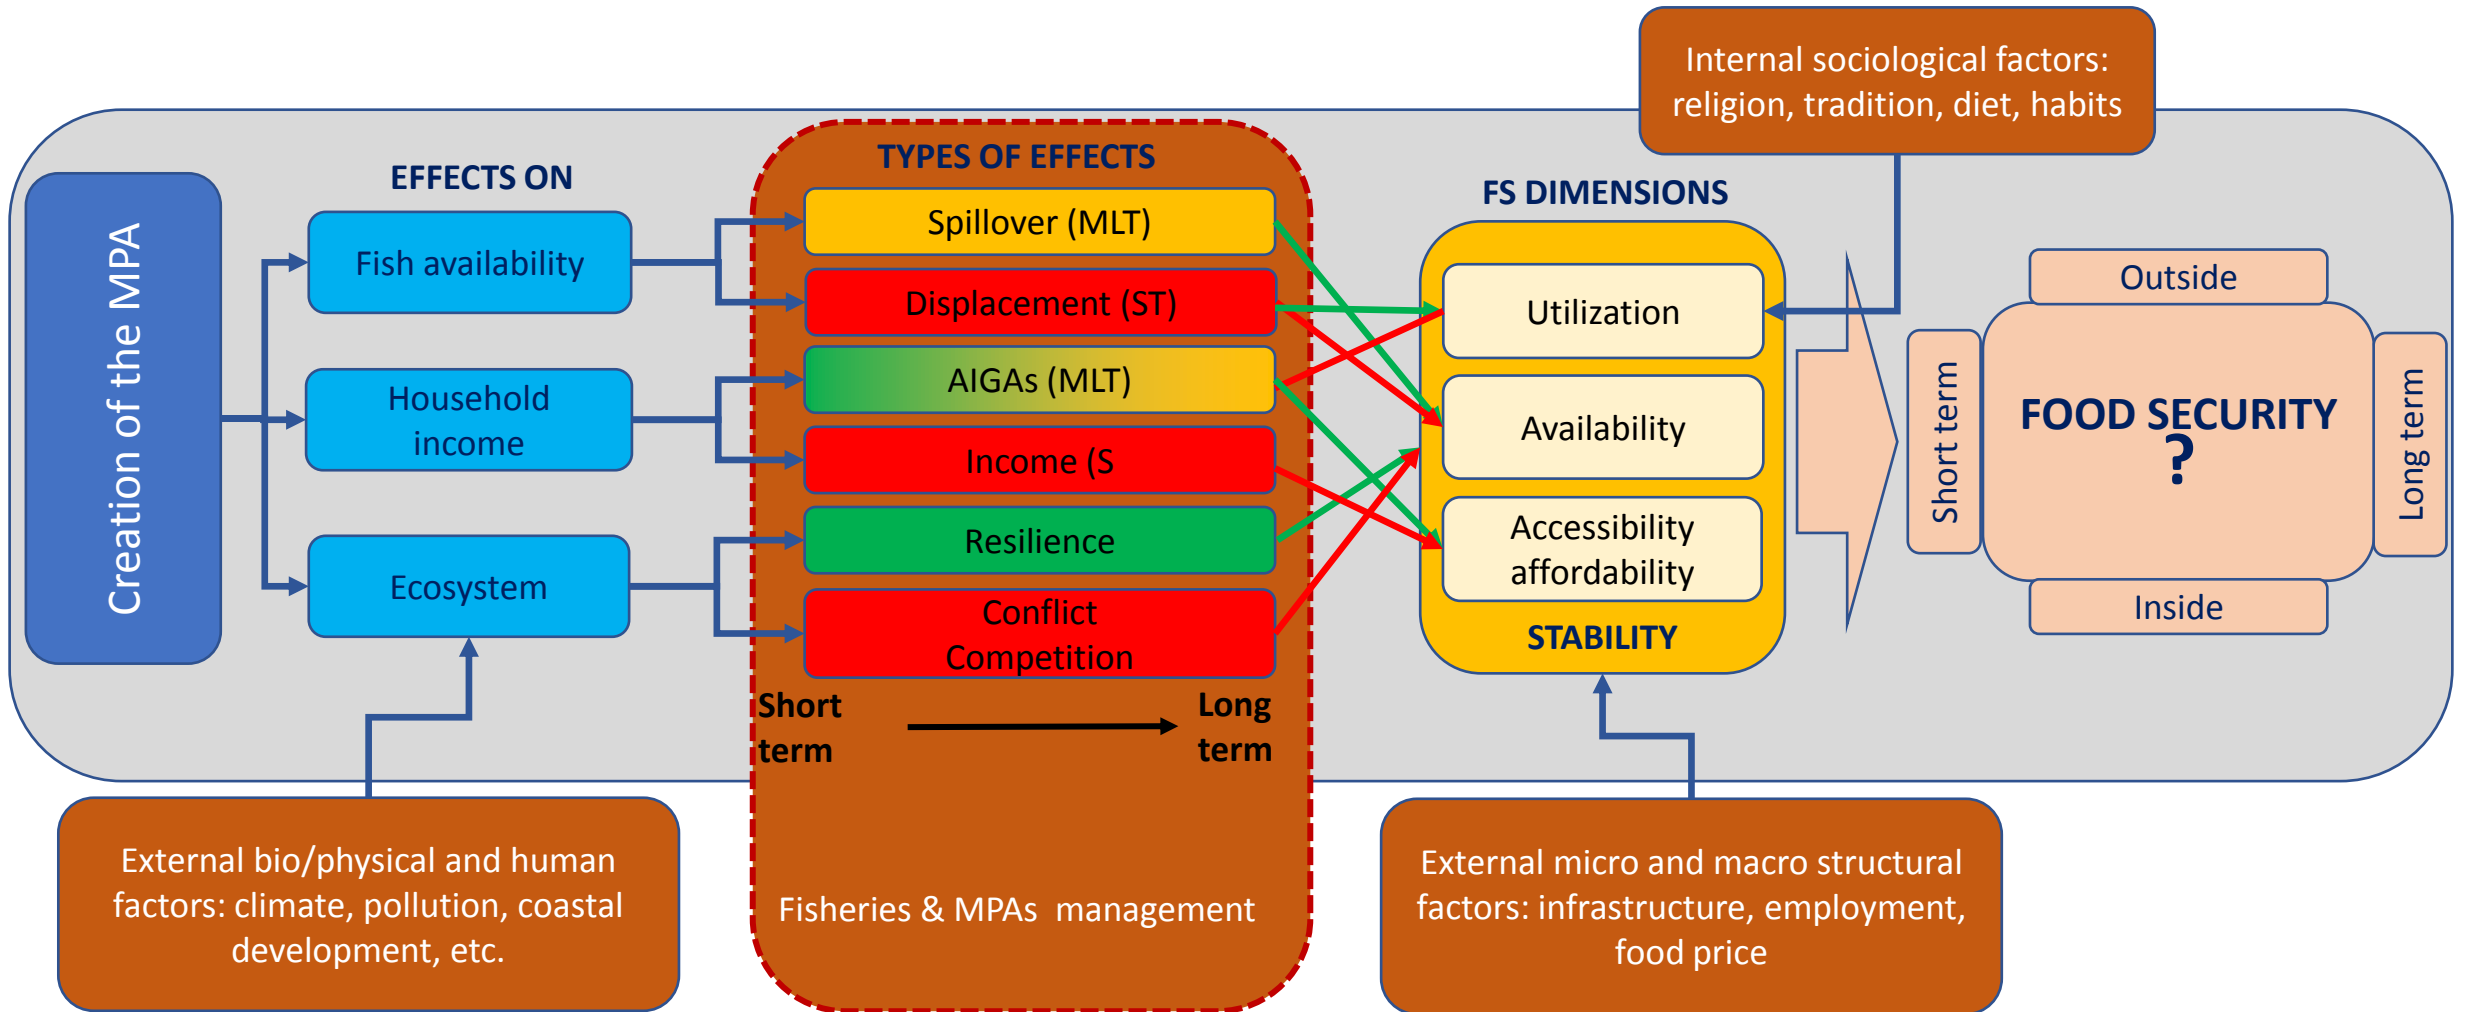 Internal sociological factors:
religion, tradition, diet, habits
Creation of the MPA
EFFECTS ON
Fish availability
Household
income
Ecosystem
TYPES OF EFFECTS
Spillover (MLT)
Displacement (ST)
AIGAs (MLT)
Income (S
Resilience
Conflict
Competition
Short
term
Long
term
Fisheries & MPAs management
FS DIMENSIONS
Utilization
Availability
Accessibility
affordability
STABILITY
Outside
Short term
FOOD SECURITY
?
Long term
Inside
External bio/physical and human
factors: climate, pollution, coastal
development, etc.
External micro and macro structural
factors: infrastructure, employment,
food price